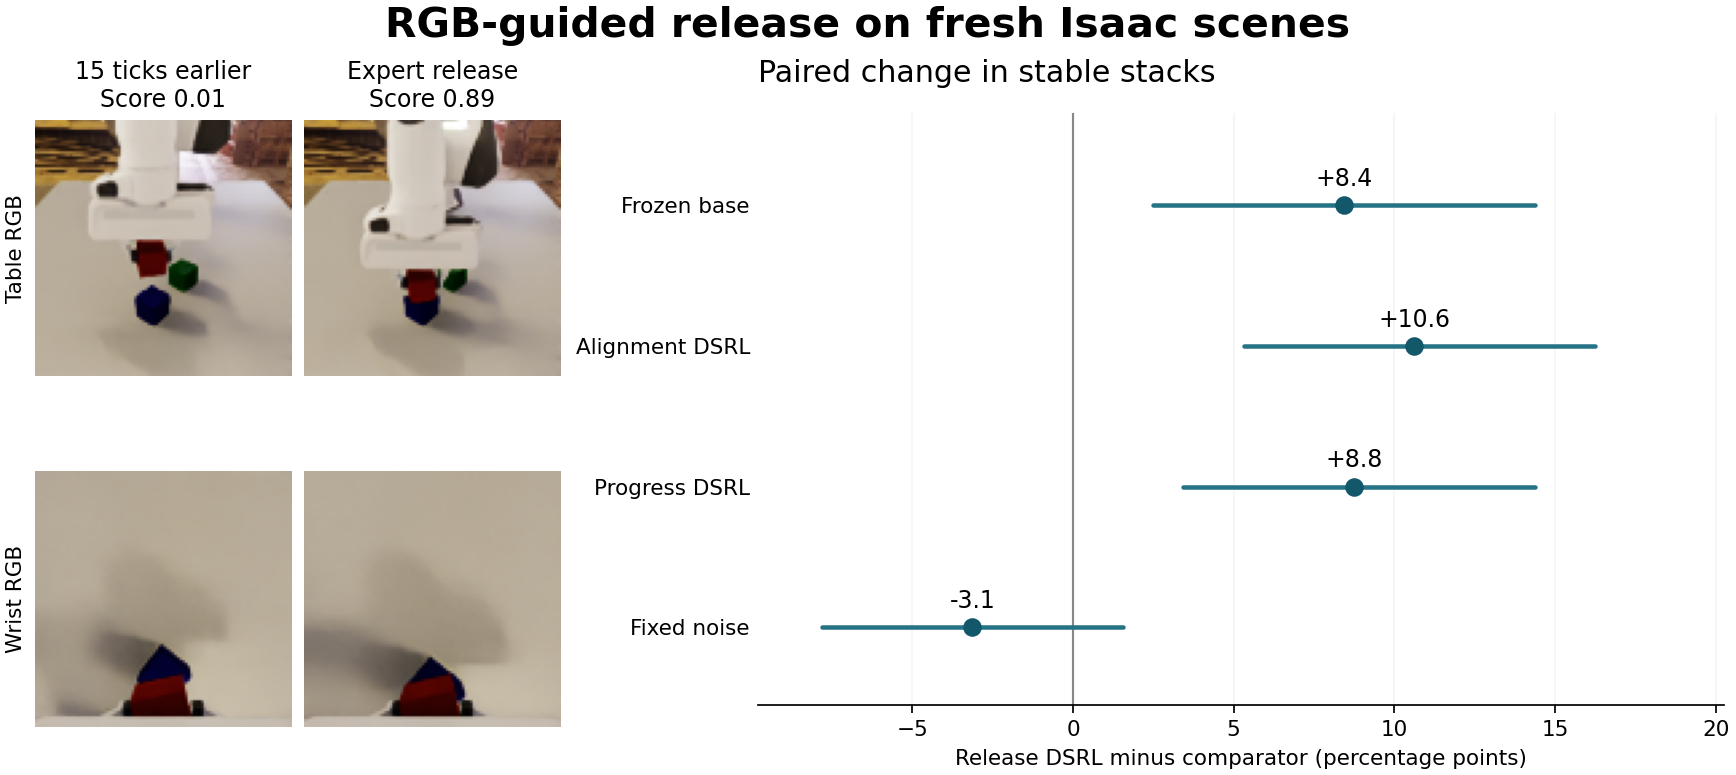 RGB-guided release on fresh Isaac scenes
15 ticks earlier
Score 0.01
Expert release
Score 0.89
Table RGB
Wrist RGB
Paired change in stable stacks
Frozen base
+8.4
Alignment DSRL
+10.6
Progress DSRL
+8.8
Fixed noise
-3.1
−5 0 5 10 15 20
Release DSRL minus comparator (percentage points)